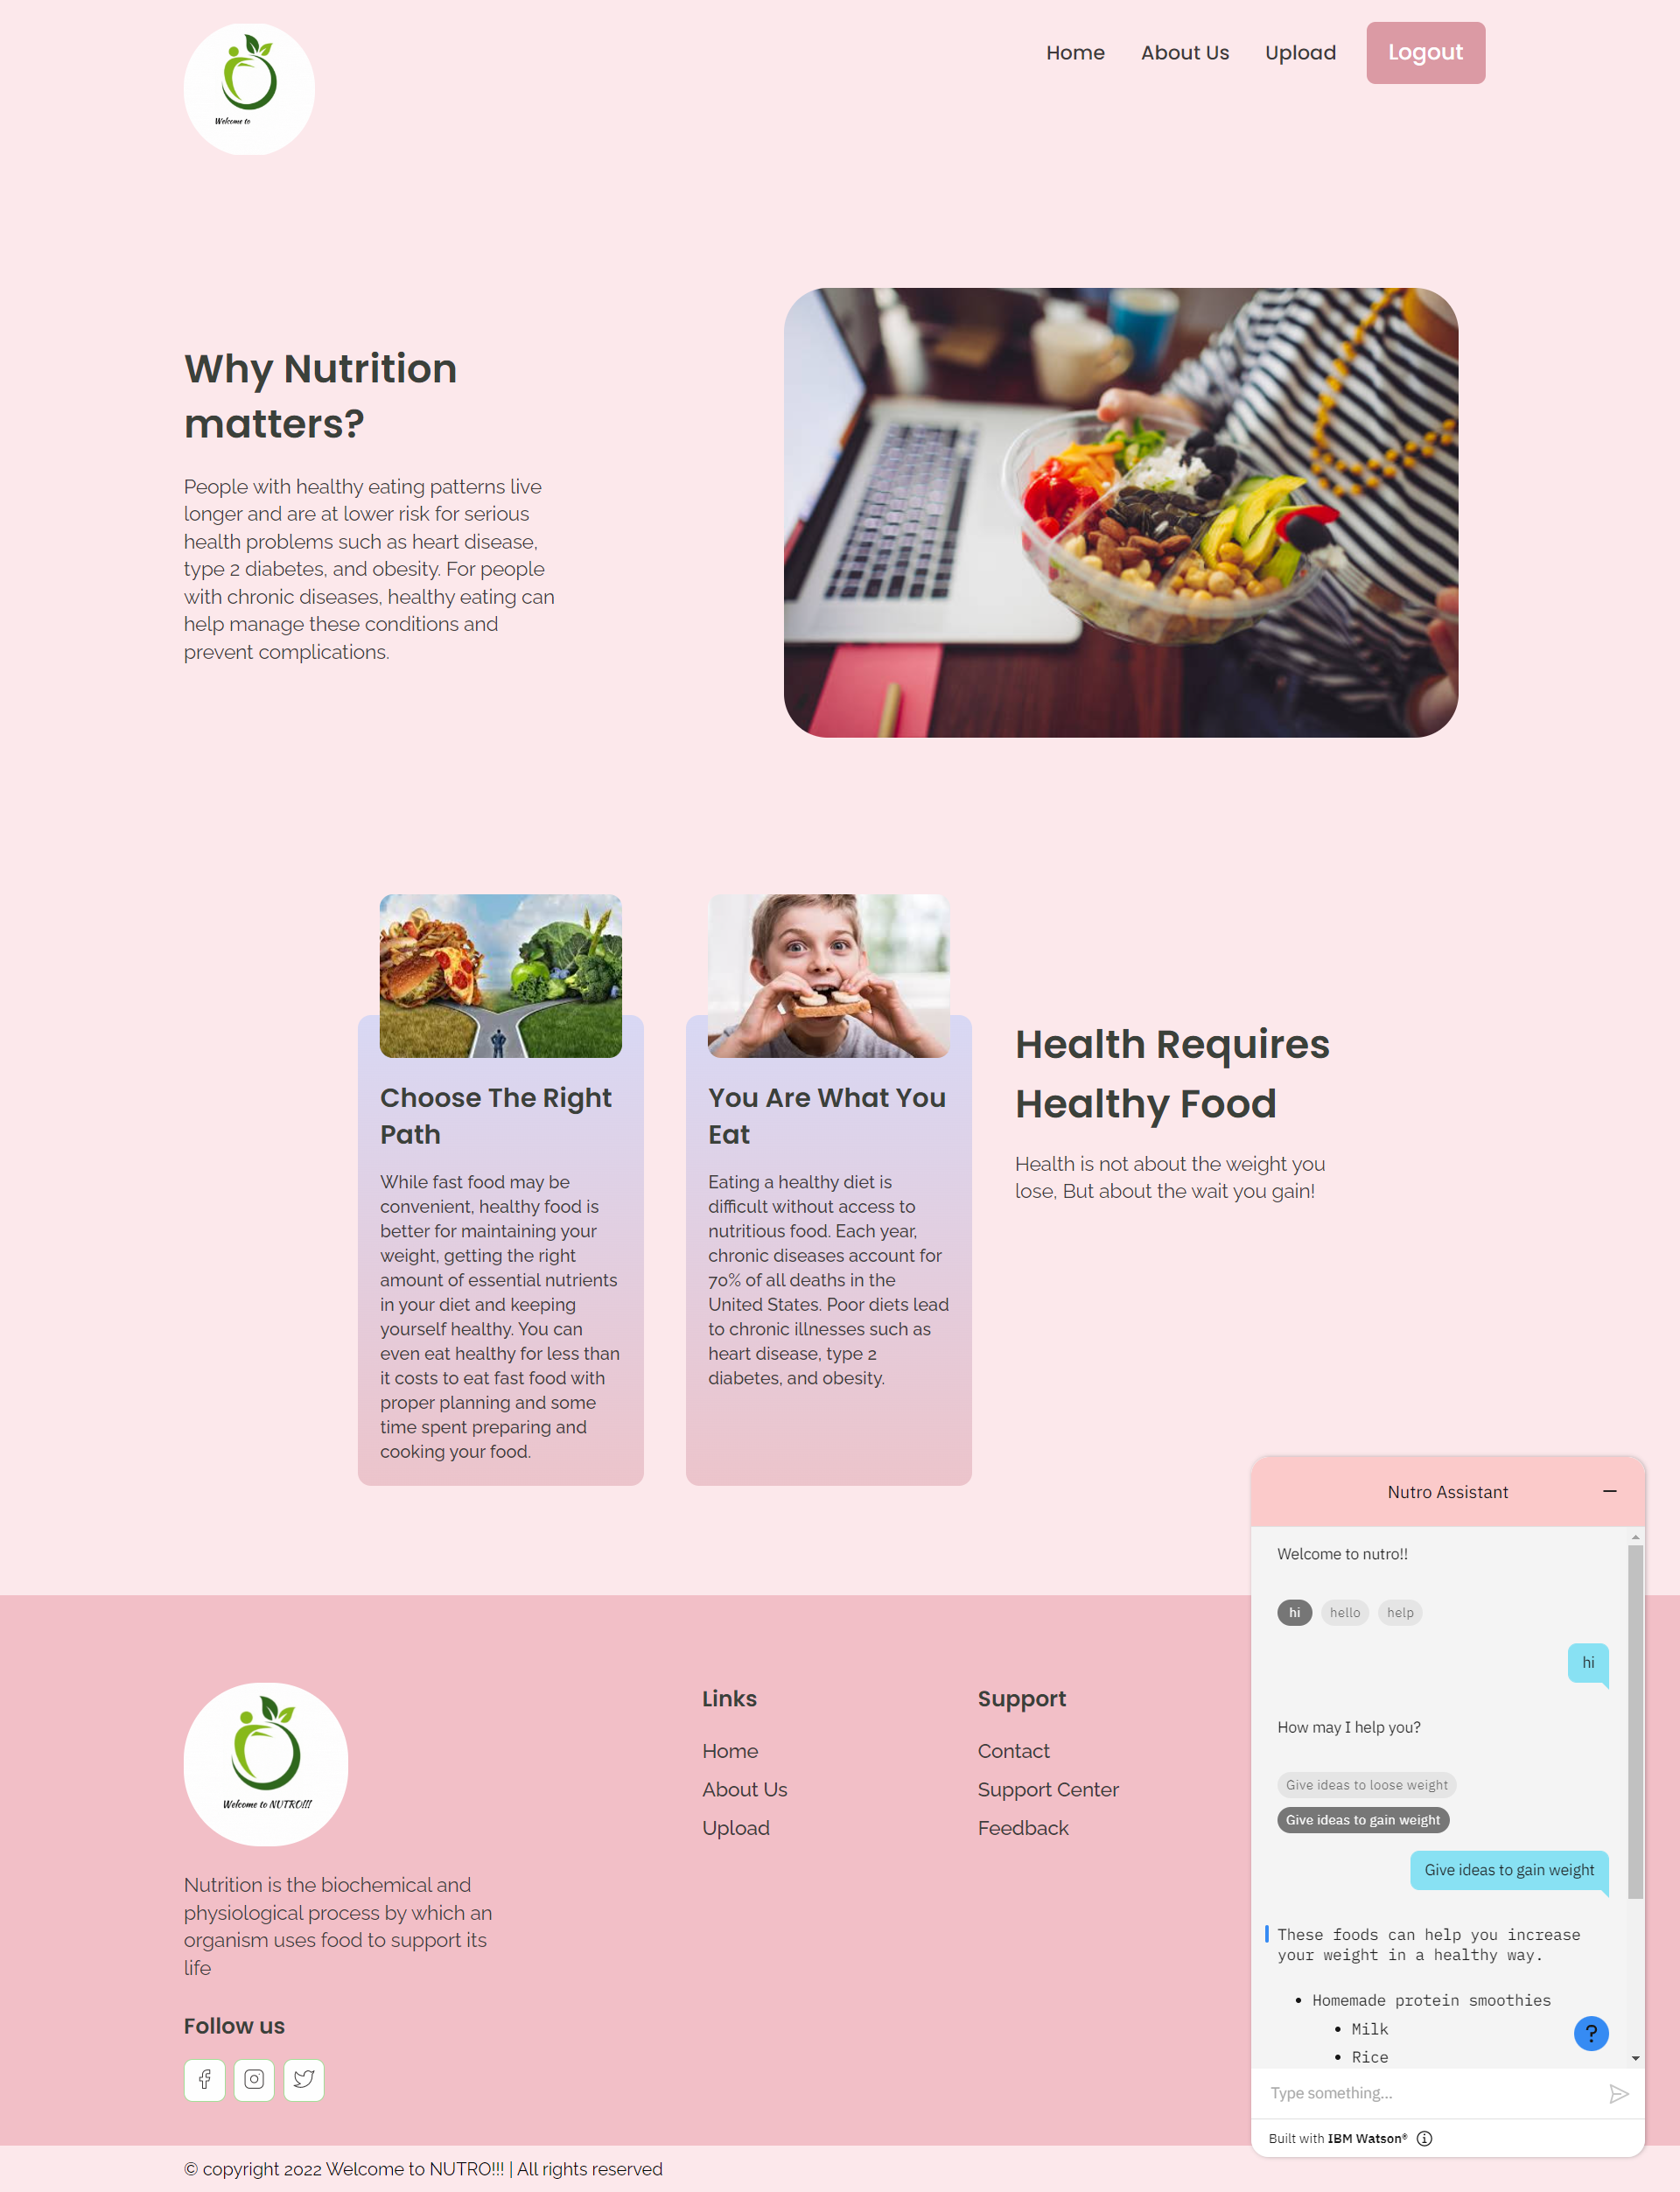 Welcome to
Home
About Us
Upload
Logout
Why Nutrition
matters?
People with healthy eating patterns live
longer and are at lower risk for serious
health problems such as heart disease,
type 2 diabetes, and obesity. For people
with chronic diseases, healthy eating can
help manage these conditions and
prevent complications.
Choose The Right
Path
While fast food may be
convenient, healthy food is
better for maintaining your
weight, getting the right
amount of essential nutrients
in your diet and keeping
yourself healthy. You can
even eat healthy for less than
it costs to eat fast food with
proper planning and some
time spent preparing and
cooking your food.
You Are What You
Eat
Eating a healthy diet is
difficult without access to
nutritious food. Each year,
chronic diseases account for
70% of all deaths in the
United States. Poor diets lead
to chronic illnesses such as
heart disease, type 2
diabetes, and obesity.
Health Requires
Healthy Food
Health is not about the weight you
lose, But about the wait you gain!
Welcome to NUTRO!!!
Nutrition is the biochemical and
physiological process by which an
organism uses food to support its
life
Follow us
Links
Home
About Us
Upload
Support
Contact
Support Center
Feedback
Nutro Assistant
Welcome to nutro!!
hi
hello
help
hi
How may I help you?
Give ideas to loose weight
Give ideas to gain weight
Give ideas to gain weight
These foods can help you increase
your weight in a healthy way.
• Homemade protein smoothies
• Milk
• Rice
?
Type something...
Built with IBM Watson®
© copyright 2022 Welcome to NUTRO!!! | All rights reserved